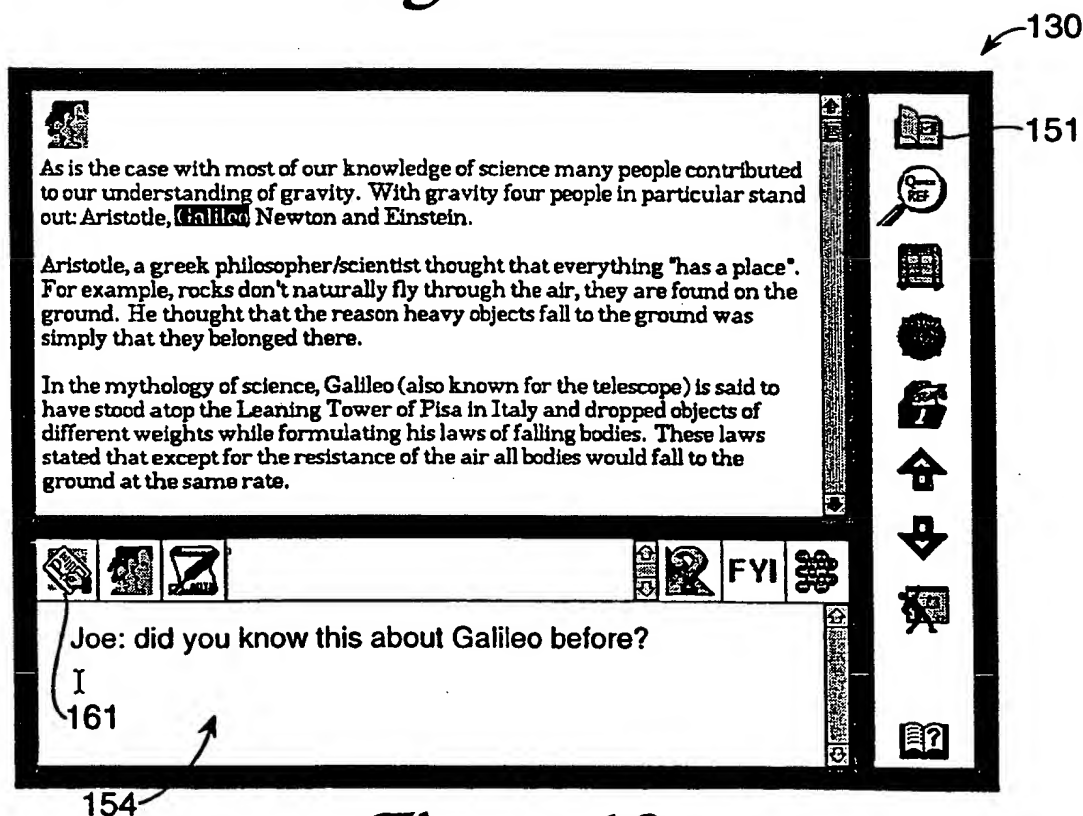 130
151
As is the case with most of our knowledge of science many people contributed
to our understanding of gravity. With gravity four people in particular stand
out: Aristotle, Galileo Newton and Einstein.
Aristotle, a greek philosopher/scientist thought that everything "has a place".
For example, rocks don't naturally fly through the air, they are found on the
ground. He thought that the reason heavy objects fall to the ground was
simply that they belonged there.
In the mythology of science, Galileo (also known for the telescope) is said to
have stood atop the Leaning Tower of Pisa in Italy and dropped objects of
different weights while formulating his laws of falling bodies. These laws
stated that except for the resistance of the air all bodies would fall to the
ground at the same rate.
REF
FYI
Joe: did you know this about Galileo before?
161
154
?